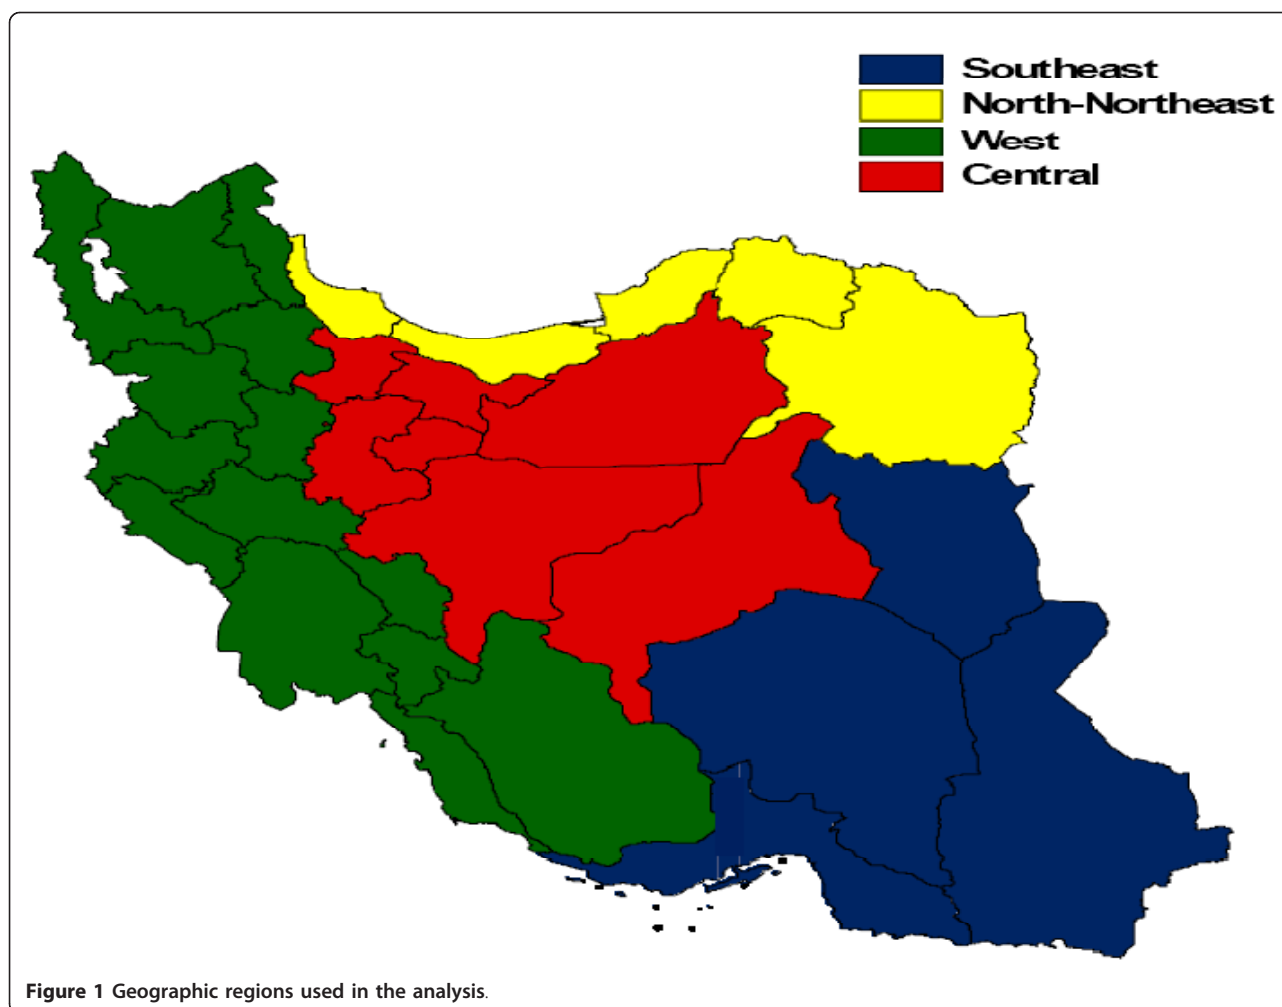 Southeast
North-Northeast
West
Central
Figure 1 Geographic regions used in the analysis.